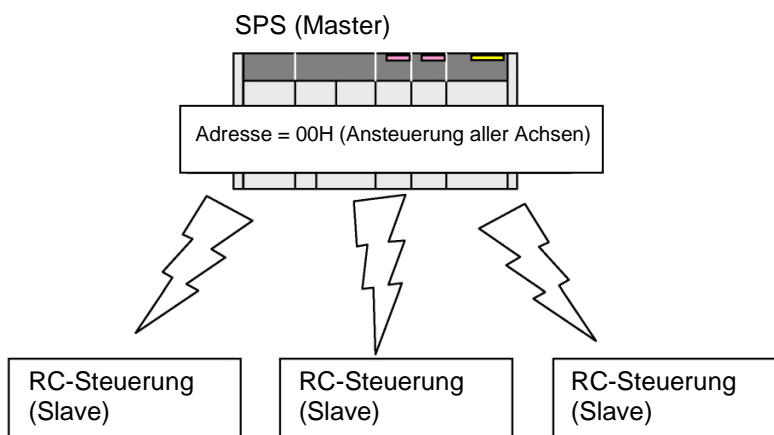 SPS (Master)
Adresse = 00H (Ansteuerung aller Achsen)
RC-Steuerung
(Slave)
RC-Steuerung
(Slave)
RC-Steuerung
(Slave)